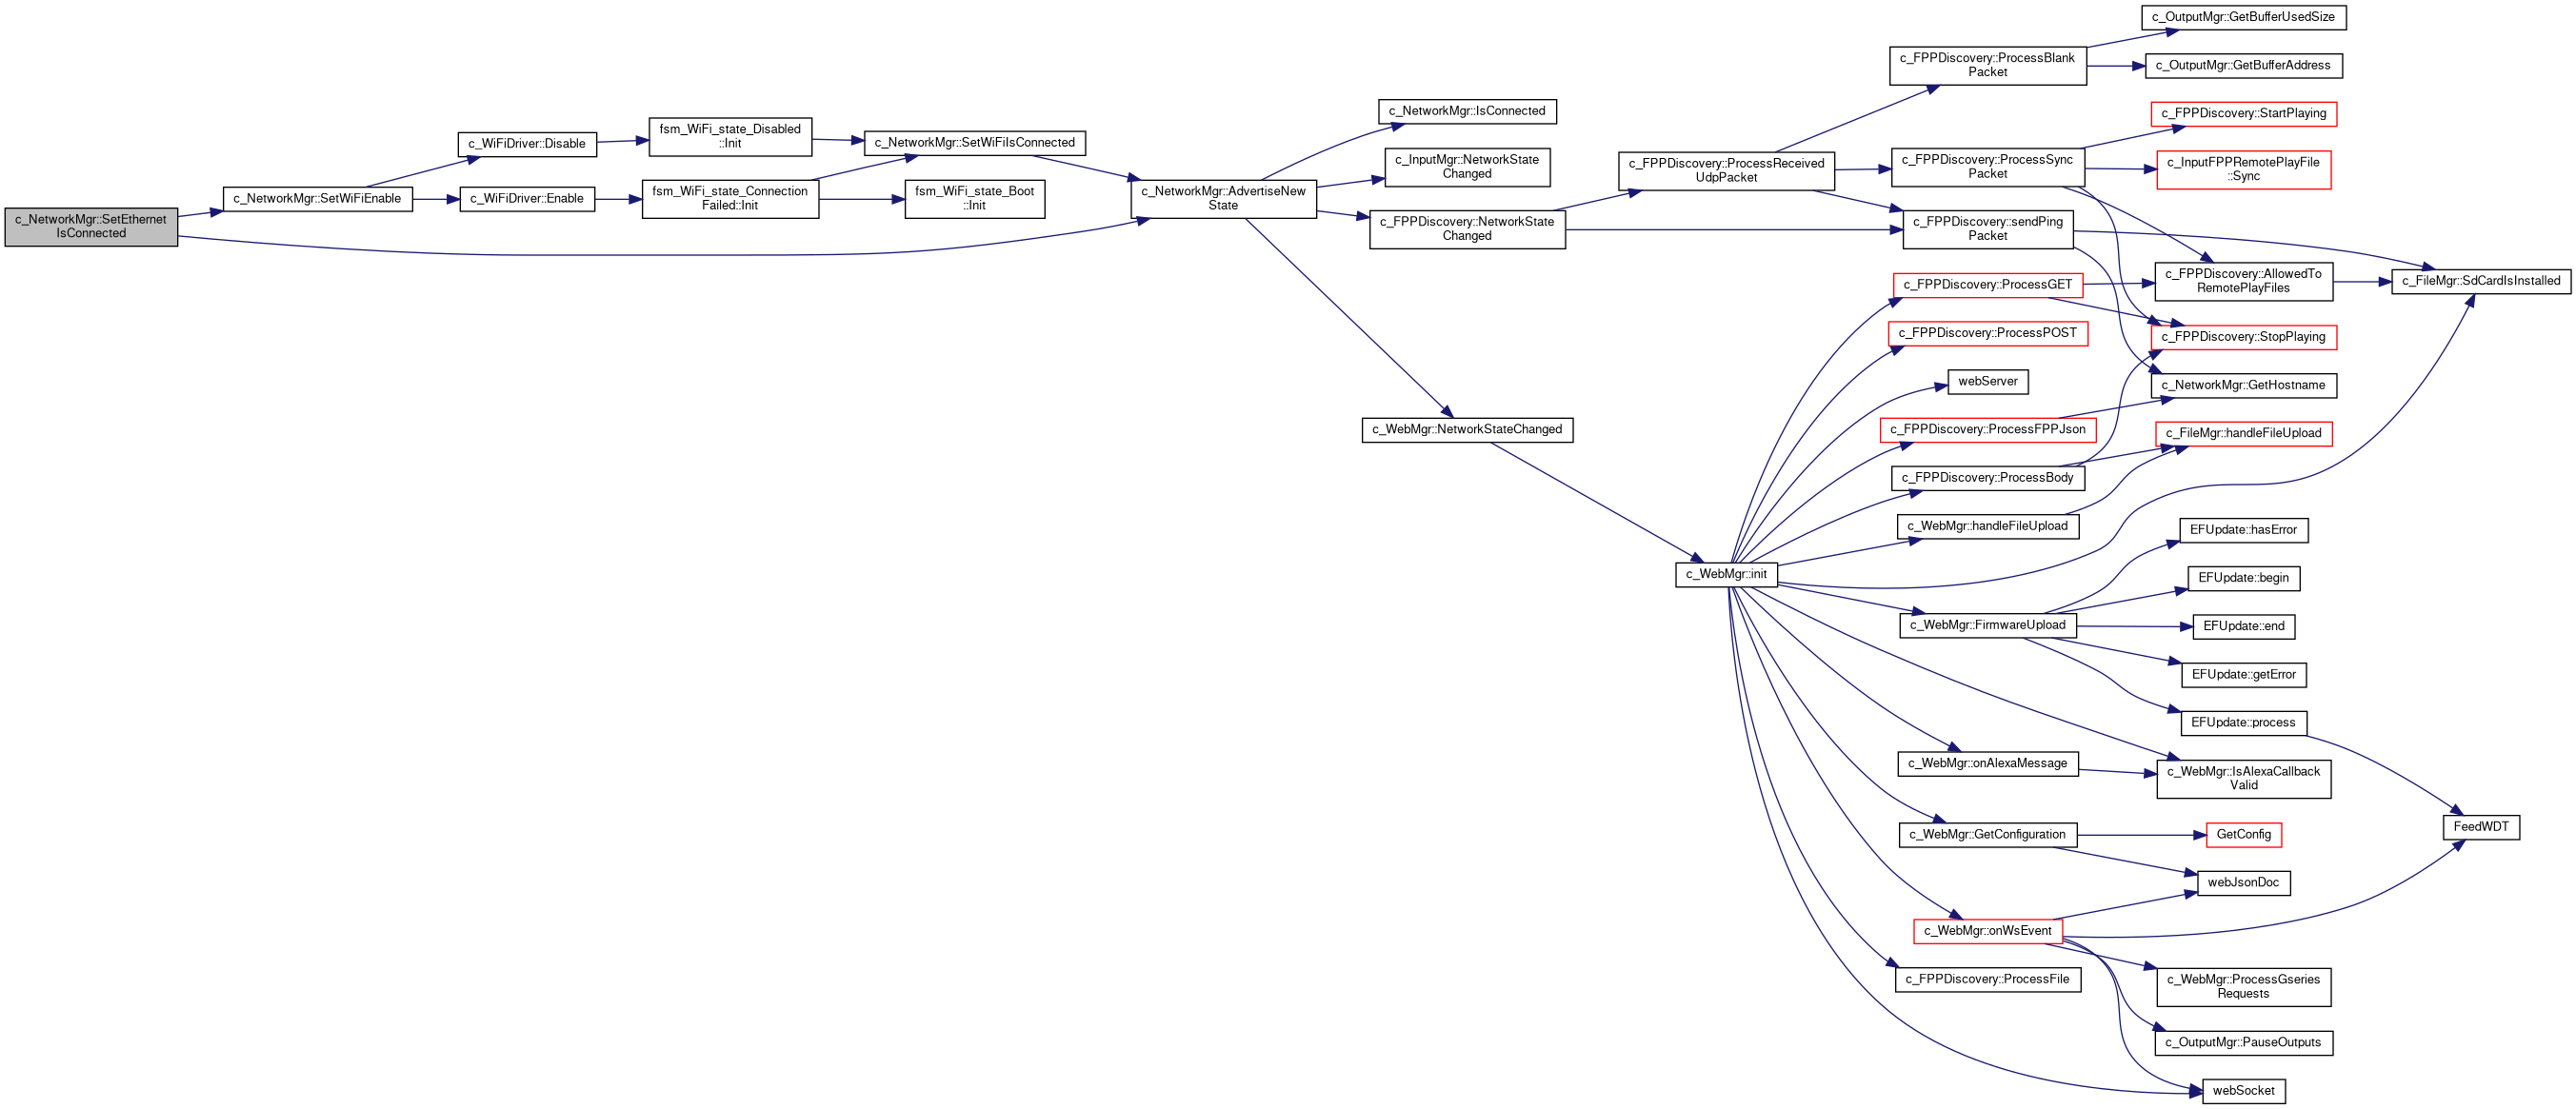 c_NetworkMgr::SetEthernet
IsConnected
c_NetworkMgr::SetWiFiEnable
c_WiFiDriver::Disable
c_WiFiDriver::Enable
fsm_WiFi_state_Disabled
::Init
fsm_WiFi_state_Connection
Failed::Init
c_NetworkMgr::SetWiFiIsConnected
fsm_WiFi_state_Boot
::Init
c_NetworkMgr::AdvertiseNew
State
c_NetworkMgr::IsConnected
c_InputMgr::NetworkState
Changed
c_FPPDiscovery::NetworkState
Changed
c_WebMgr::NetworkStateChanged
c_FPPDiscovery::ProcessReceived
UdpPacket
c_WebMgr::init
c_FPPDiscovery::ProcessBlank
Packet
c_FPPDiscovery::ProcessSync
Packet
c_FPPDiscovery::sendPing
Packet
c_FPPDiscovery::ProcessGET
c_FPPDiscovery::ProcessPOST
webServer
c_FPPDiscovery::ProcessFPPJson
c_FPPDiscovery::ProcessBody
c_WebMgr::handleFileUpload
c_WebMgr::FirmwareUpload
c_WebMgr::onAlexaMessage
c_WebMgr::GetConfiguration
c_WebMgr::onWsEvent
c_FPPDiscovery::ProcessFile
c_OutputMgr::GetBufferUsedSize
c_OutputMgr::GetBufferAddress
c_FPPDiscovery::StartPlaying
c_InputFPPRemotePlayFile
::Sync
c_FPPDiscovery::AllowedTo
RemotePlayFiles
c_FPPDiscovery::StopPlaying
c_NetworkMgr::GetHostname
c_FileMgr::handleFileUpload
EFUpdate::hasError
EFUpdate::begin
EFUpdate::end
EFUpdate::getError
EFUpdate::process
c_WebMgr::IsAlexaCallback
Valid
GetConfig
webJsonDoc
c_WebMgr::ProcessGseries
Requests
c_OutputMgr::PauseOutputs
webSocket
c_FileMgr::SdCardIsInstalled
FeedWDT